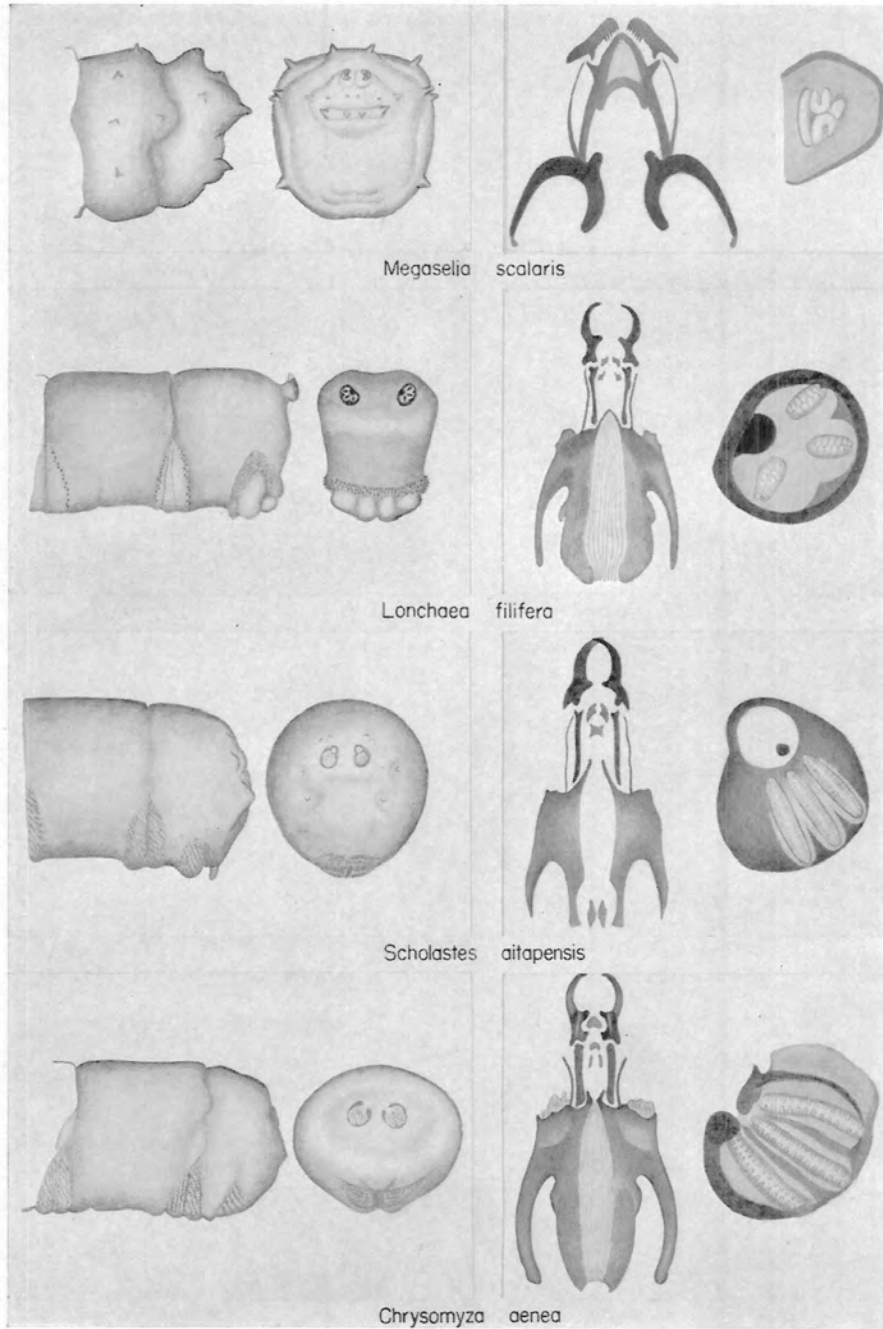 Megaselia scalaris
Lonchaea filifera
Scholastes aitapensis
Chrysomyza aenea